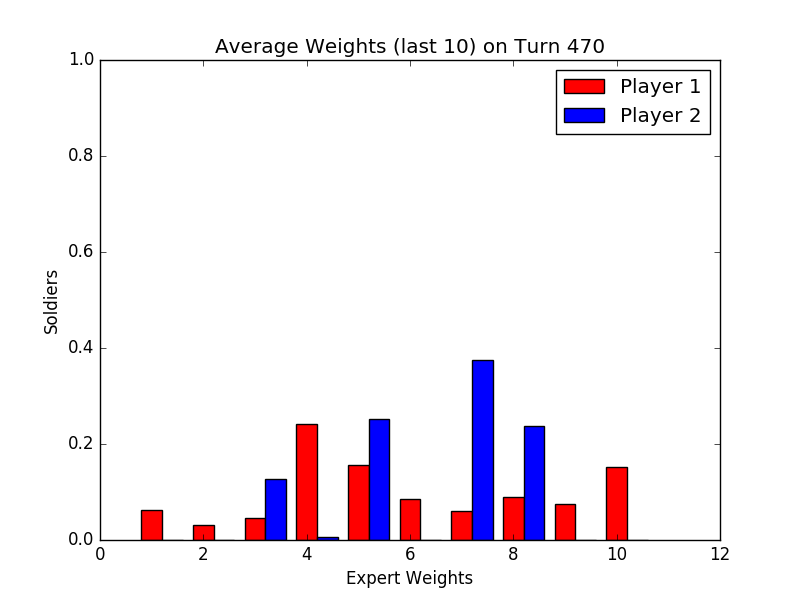 Average Weights (last 10) on Turn 470
Player 1
Player 2
1.0
0.8
0.6
0.4
0.2
0.0
Soldiers
0 2 4 6 8 10 12
Expert Weights